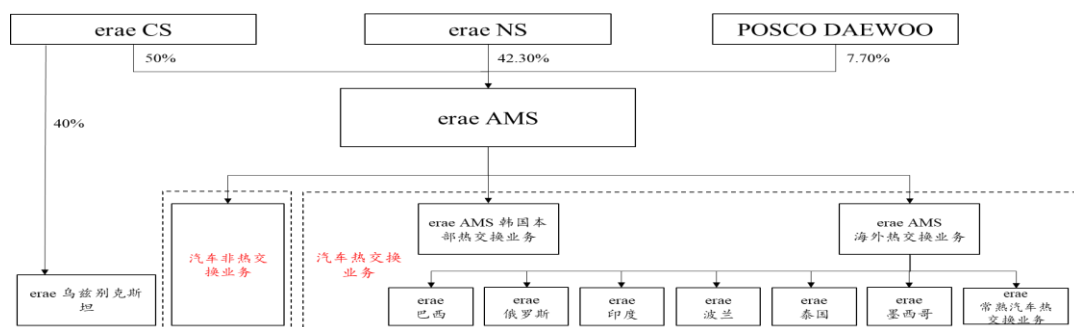 erae CS
erae NS
POSCO DAEWOO
50%
42.30%
7.70%
erae AMS
40%
erae AMS 韩国本
部热交换业务
erae AMS
海外热交换业务
汽车非热交
换业务
汽车热交换
业务
erae 乌兹别克斯
坦
erae
巴西
erae
俄罗斯
erae
印度
erae
波兰
erae
泰国
erae
墨西哥
erae
常熟汽车热
交换业务